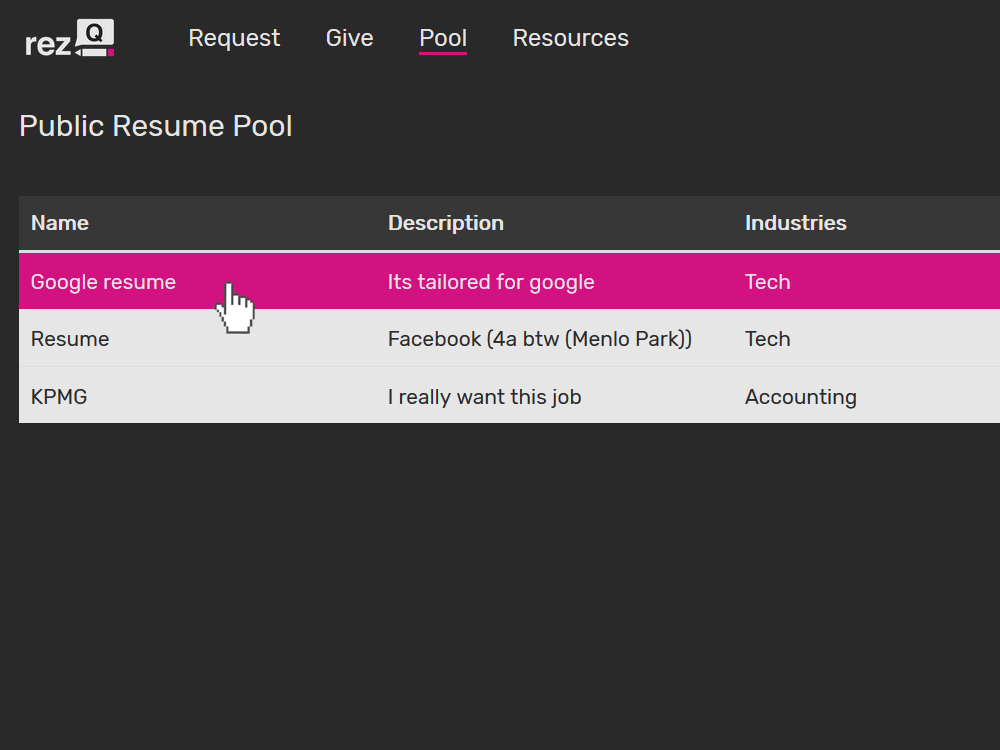 rezQ Request Give Pool Resources
Public Resume Pool
Name Description Industries
Google resume Its tailored for google Tech
Resume Facebook (4a btw (Menlo Park)) Tech
KPMG I really want this job Accounting